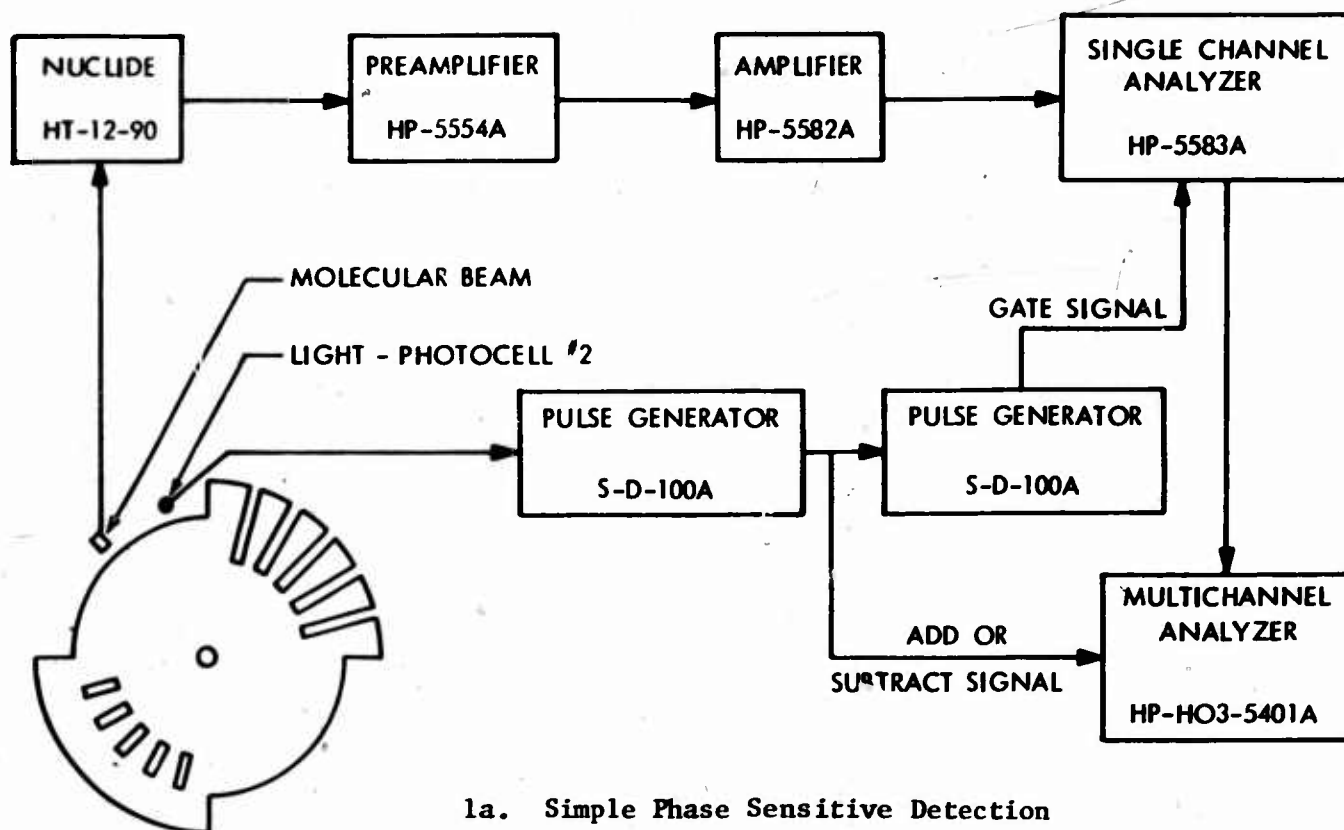 NUCLIDE
HT-12-90
PREAMPLIFIER
HP-5554A
AMPLIFIER
HP-5582A
SINGLE CHANNEL
ANALYZER
HP-5583A
MOLECULAR BEAM
LIGHT - PHOTOCELL #2
GATE SIGNAL
PULSE GENERATOR
S-D-100A
PULSE GENERATOR
S-D-100A
ADD OR
SUBTRACT SIGNAL
MULTICHANNEL
ANALYZER
HP-HO3-5401A
1a. Simple Phase Sensitive Detection